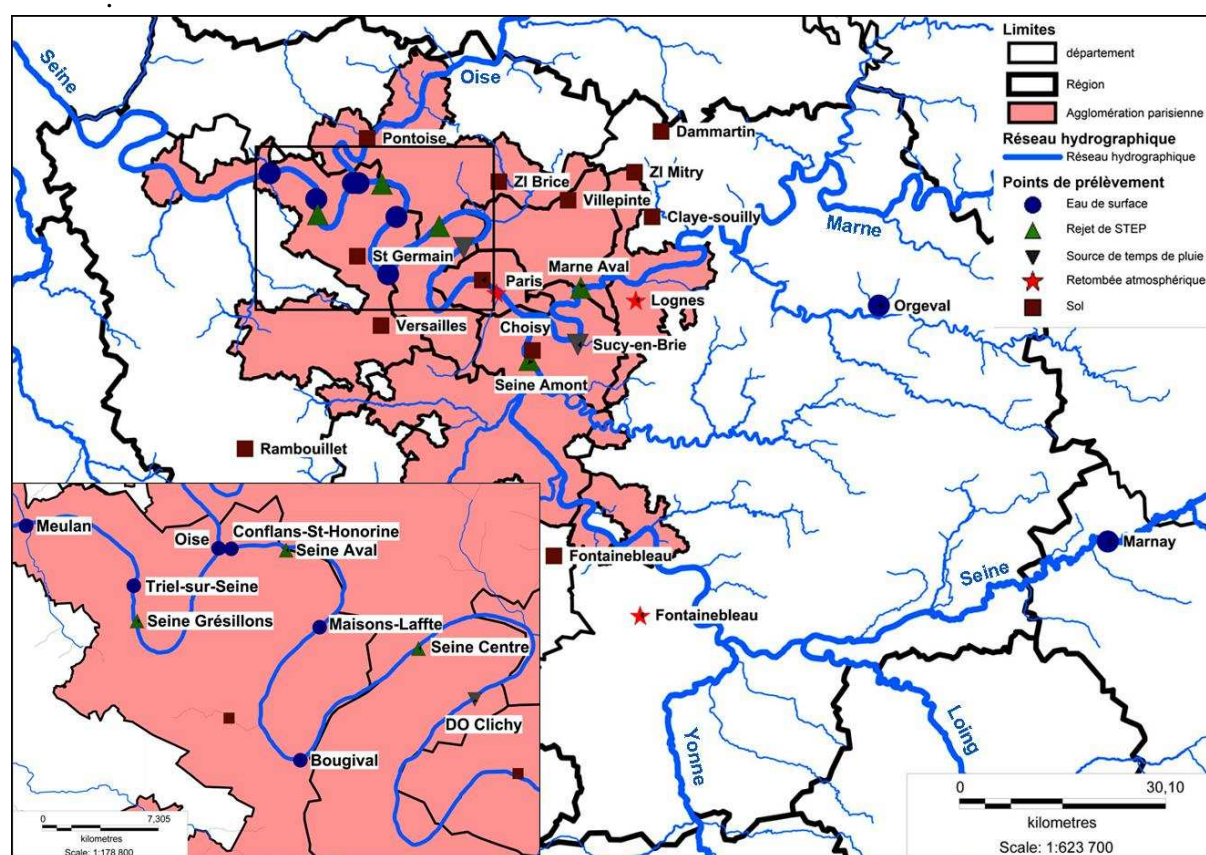 Seine
Oise
Pontoise
Dammartin
ZI Brice
ZI Mitry
Villepinte
Claye-souilly
Marne
St Germain
Marne Aval
Paris
Lognes
Orgeval
Versailles
Choisy
Sucy-en-Brie
Seine Amont
Rambouillet
Fontainebleau
Fontainebleau
Seine
Marnay
Yonne
Loing
Limites
département
Région
Agglomération parisienne
Réseau hydrographique
Réseau hydrographique
Points de prélèvement
Eau de surface
Rejet de STEP
Source de temps de pluie
Retombée atmosphérique
Sol
Meulan
Oise
Conflans-St-Honorine
Seine Aval
Triel-sur-Seine
Seine Grésillons
Maisons-Laffte
Seine Centre
DO Clichy
Bougival
0 7,305
kilometres
Scale: 1:178 800
0 30,10
kilometres
Scale: 1:623 700